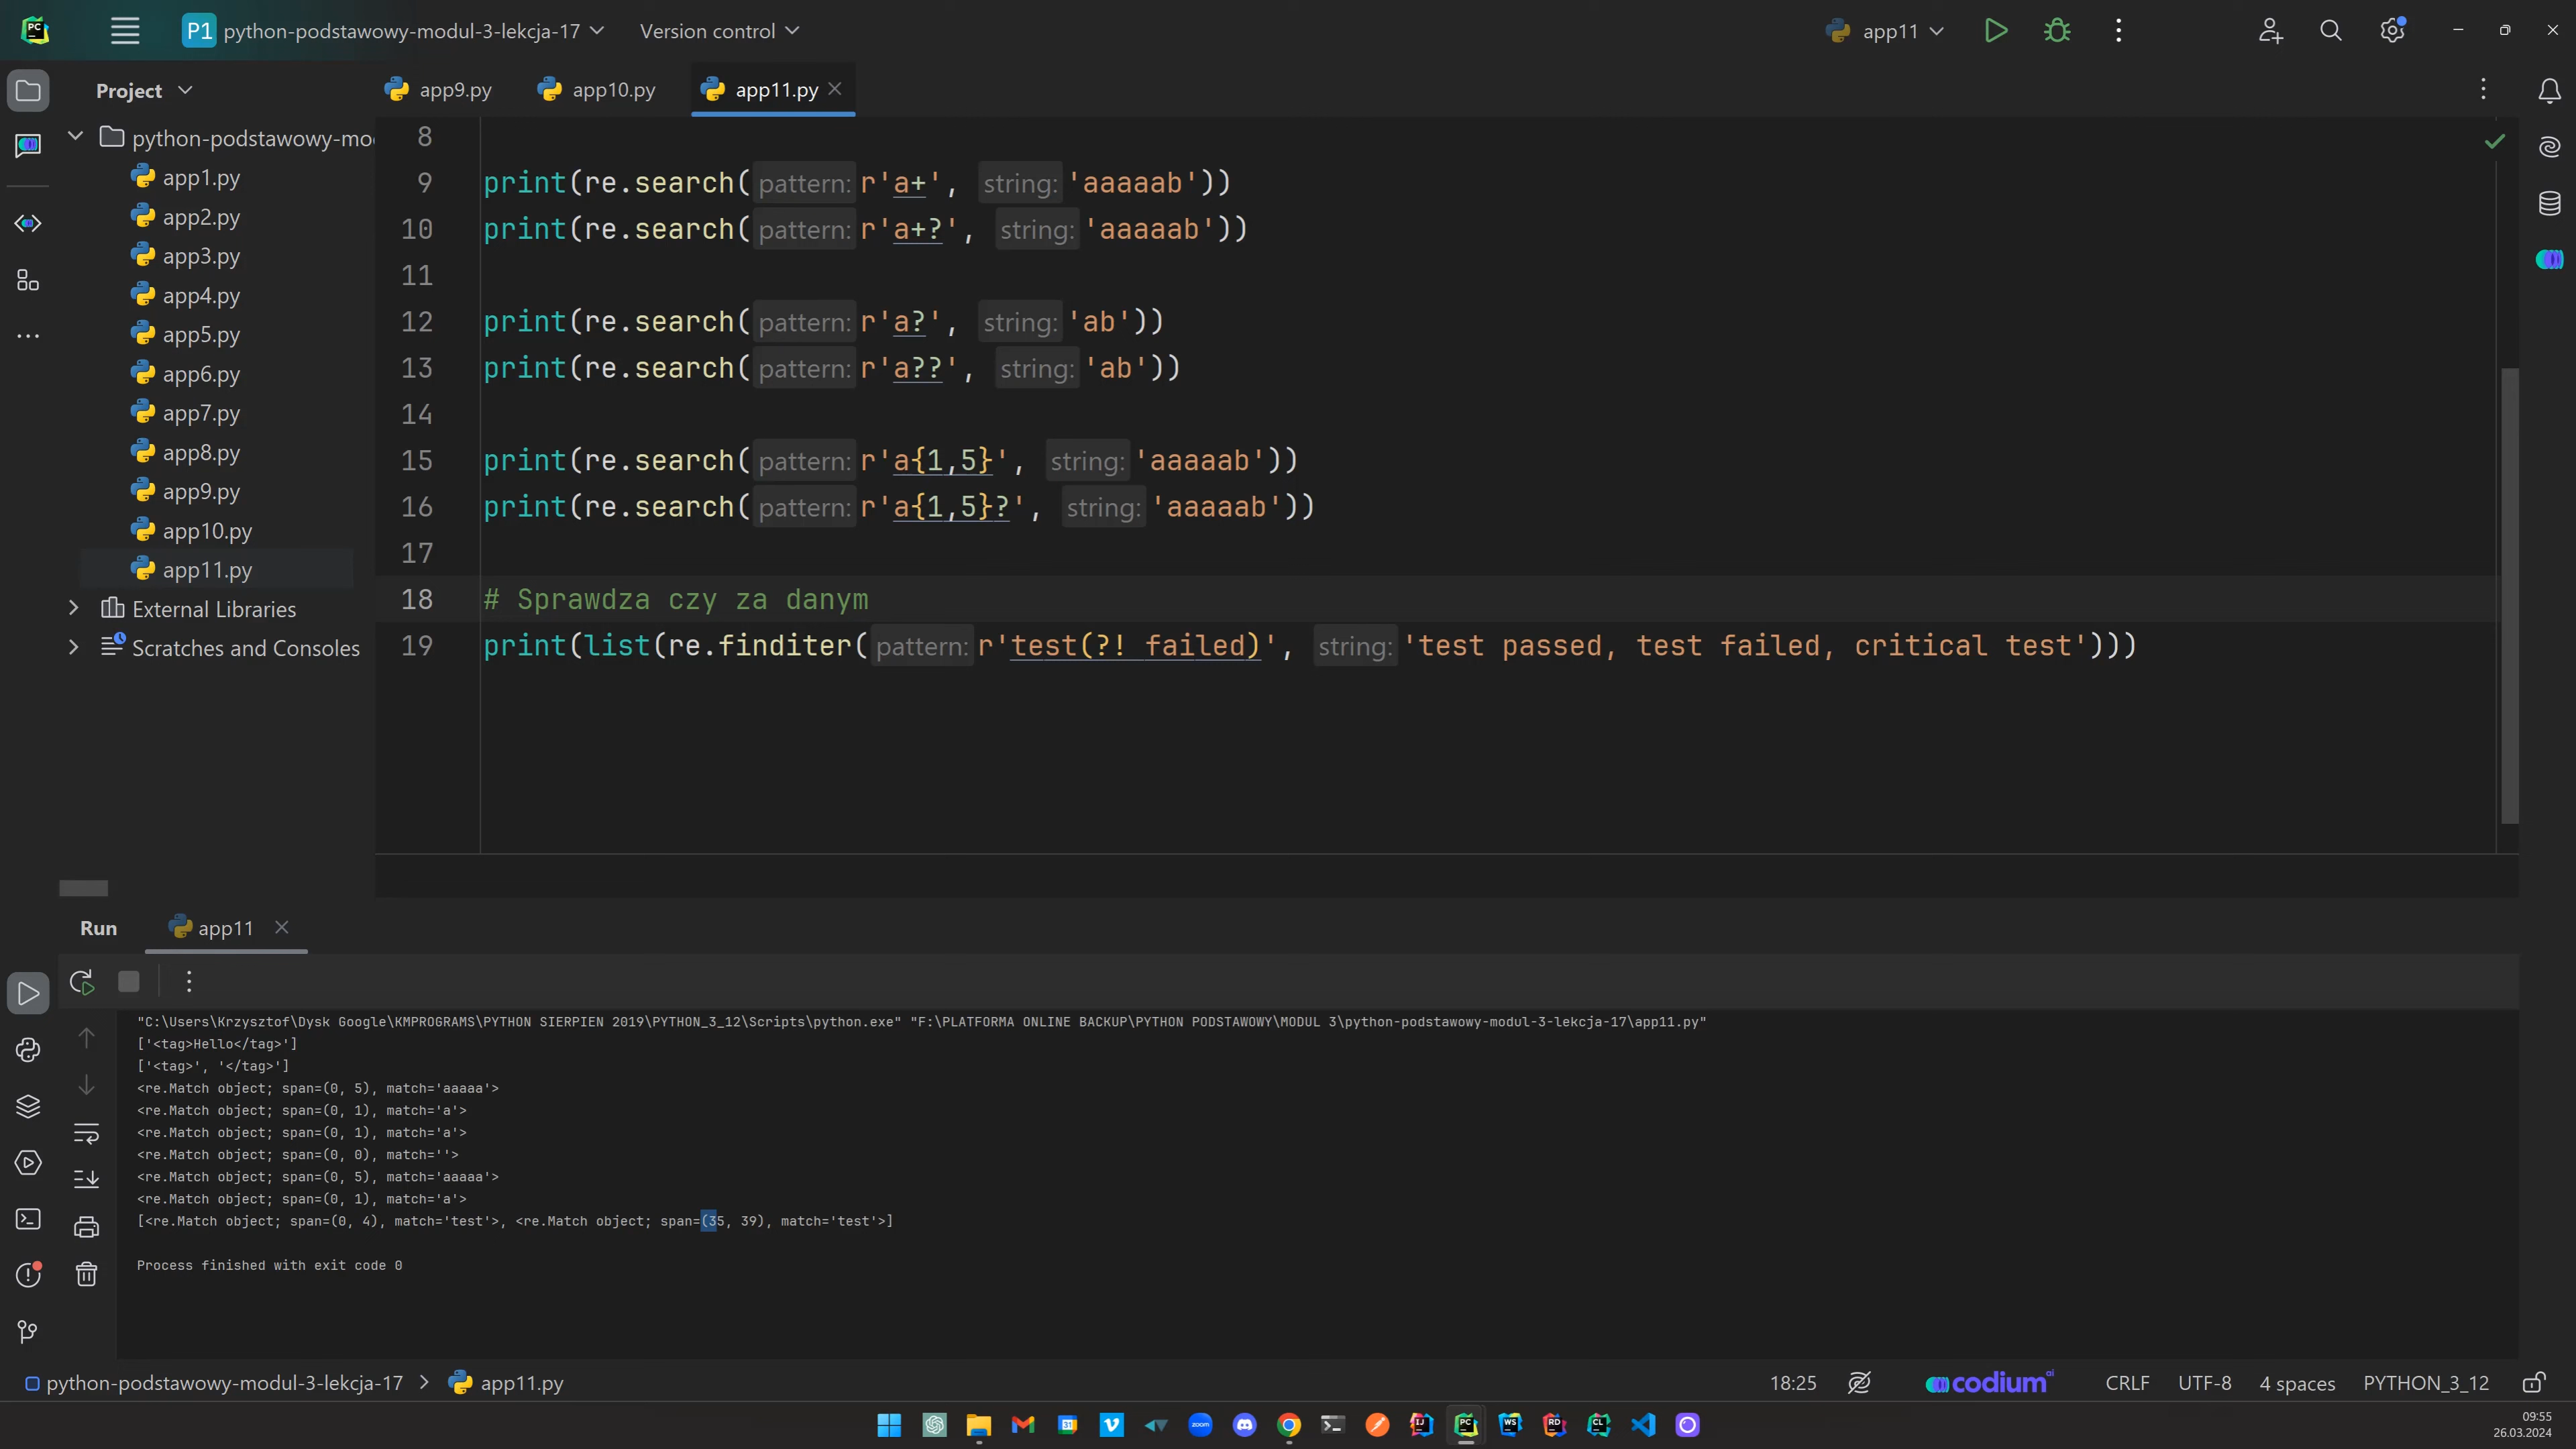 PC P1 python-podstawowy-modul-3-lekcja-17 Version control app11
Project app9.py app10.py app11.py
python-podstawowy-mo
app1.py
app2.py
app3.py
app4.py
app5.py
app6.py
app7.py
app8.py
app9.py
app10.py
app11.py
External Libraries
Scratches and Consoles
8
9 print(re.search( pattern: r'a+', string: 'aaaaab'))
10 print(re.search( pattern: r'a+?', string: 'aaaaab'))
11
12 print(re.search( pattern: r'a?', string: 'ab'))
13 print(re.search( pattern: r'a??', string: 'ab'))
14
15 print(re.search( pattern: r'a{1,5}', string: 'aaaaab'))
16 print(re.search( pattern: r'a{1,5}?', string: 'aaaaab'))
17
18 # Sprawdza czy za danym
19 print(list(re.finditer( pattern: r'test(?! failed)', string: 'test passed, test failed, critical test')))
Run app11
"C:\Users\Krzysztof\Dysk Google\KMPROGRAMS\PYTHON SIERPIEN 2019\PYTHON_3_12\Scripts\python.exe" "F:\PLATFORMA ONLINE BACKUP\PYTHON PODSTAWOWY\MODUL 3\python-podstawowy-modul-3-lekcja-17\app11.py"
['<tag>Hello</tag>']
['<tag>', '</tag>']
<re.Match object; span=(0, 5), match='aaaaa'>
<re.Match object; span=(0, 1), match='a'>
<re.Match object; span=(0, 1), match='a'>
<re.Match object; span=(0, 0), match=''>
<re.Match object; span=(0, 5), match='aaaaa'>
<re.Match object; span=(0, 1), match='a'>
[<re.Match object; span=(0, 4), match='test'>, <re.Match object; span=(35, 39), match='test'>]
Process finished with exit code 0
python-podstawowy-modul-3-lekcja-17 app11.py 18:25 codium ai CRLF UTF-8 4 spaces PYTHON_3_12
31 zoom IJ PC WS RD CL 09:55
26.03.2024